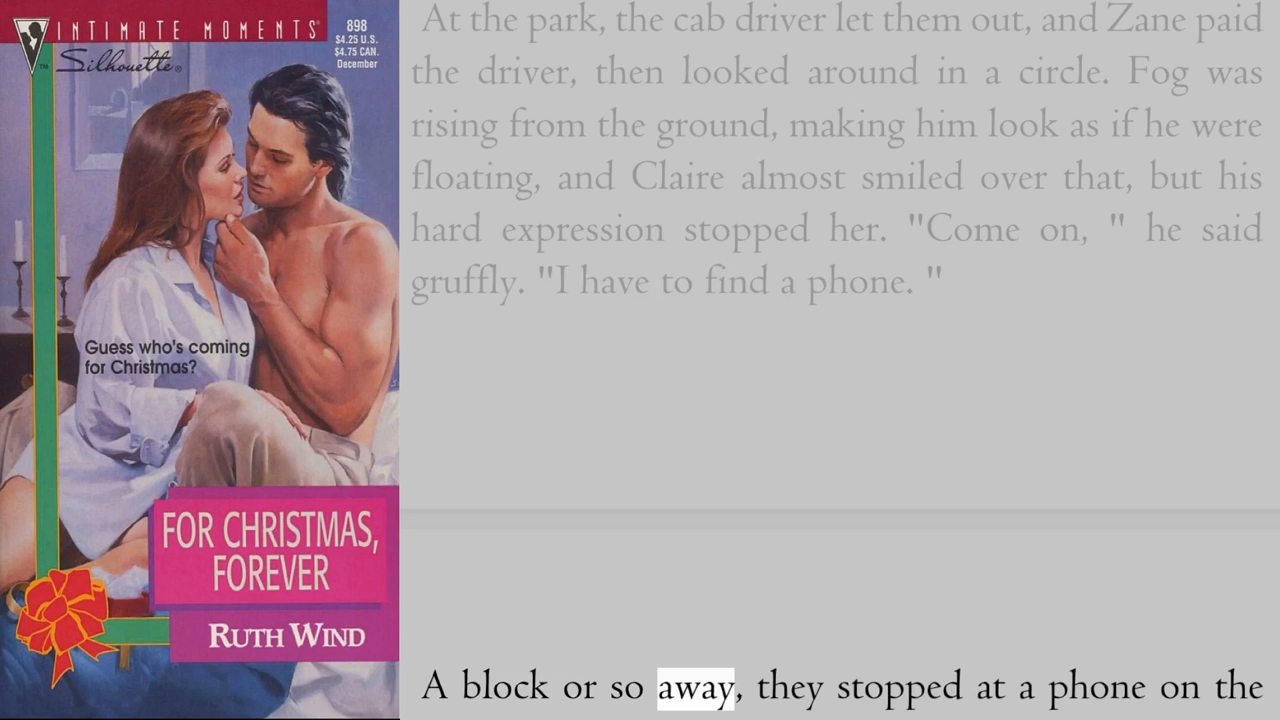 INTIMATE MOMENTS®
Silhouette®
TM
898
$4.25 U.S.
$4.75 CAN.
December
Guess who's coming
for Christmas?
FOR CHRISTMAS,
FOREVER
RUTH WIND
At the park, the cab driver let them out, and Zane paid
the driver, then looked around in a circle. Fog was
rising from the ground, making him look as if he were
floating, and Claire almost smiled over that, but his
hard expression stopped her. "Come on, " he said
gruffly. "I have to find a phone. "
A block or so away, they stopped at a phone on the